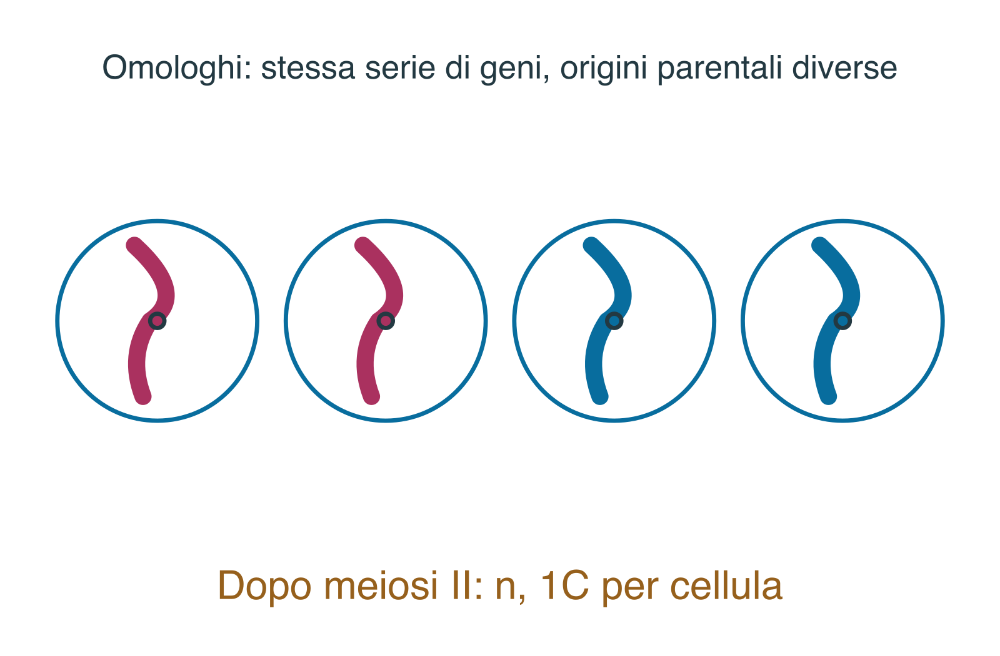 Omologhi: stessa serie di geni, origini parentali diverse
Dopo meiosi II: n, 1C per cellula